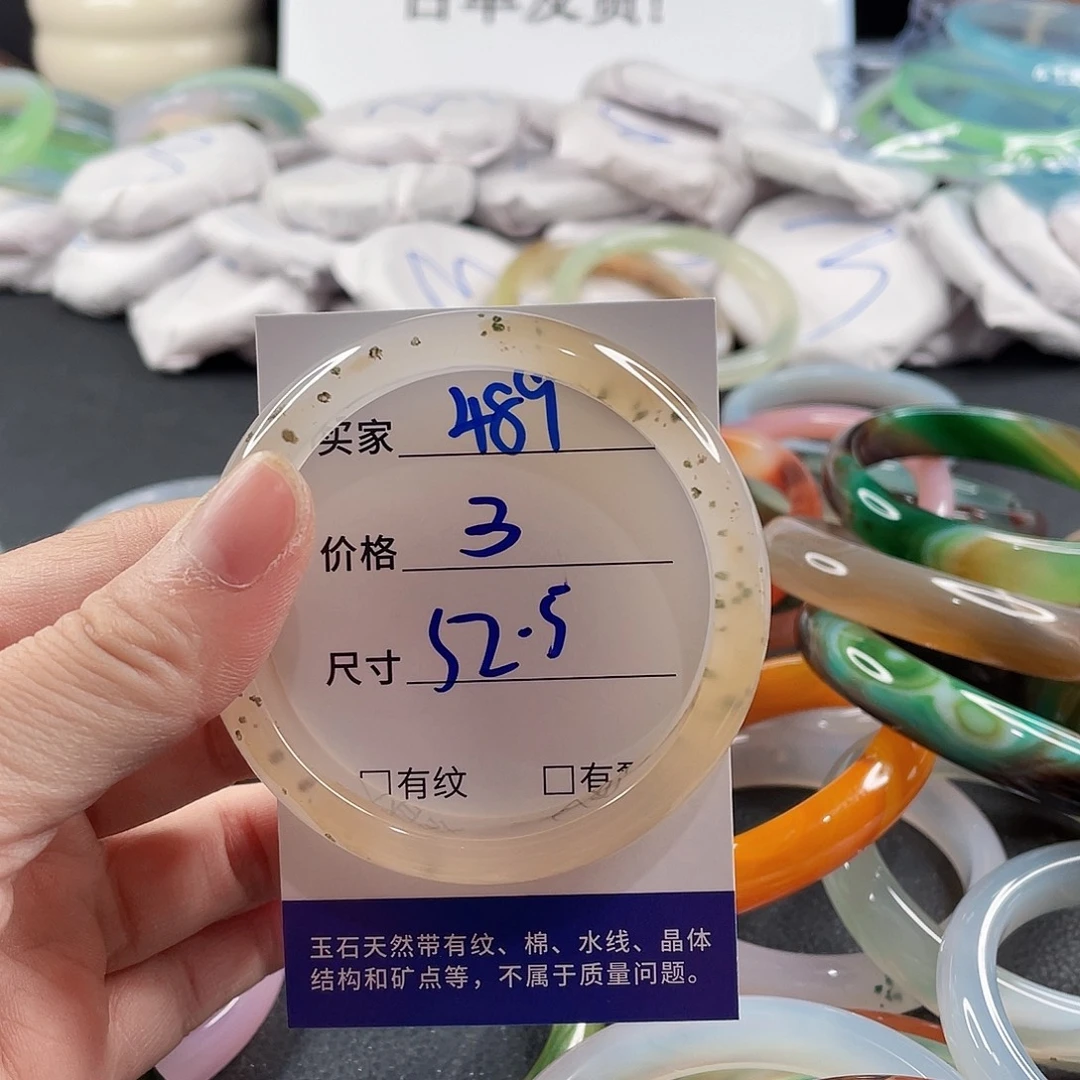 买家 489
价格 3
尺寸 52.5
□有纹 □有
玉石天然带有纹、棉、水线、晶体
结构和矿点等，不属于质量问题。